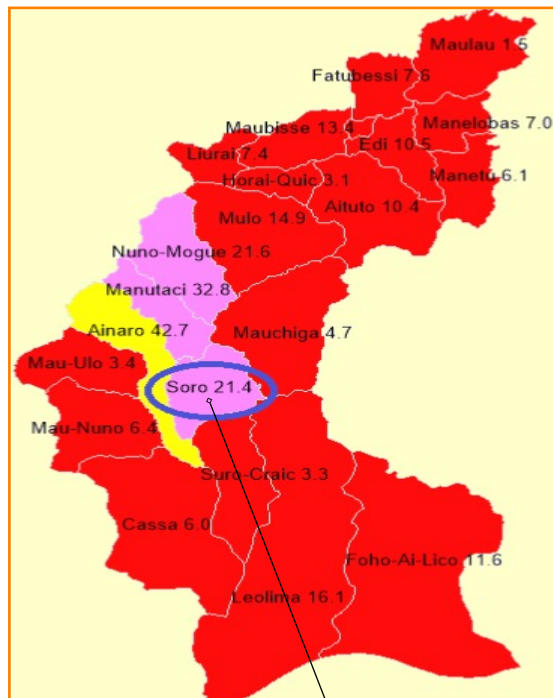 Maulau 1.5
Fatubessi 7.6
Manelobas 7.0
Maubisse 13.4
Edi 10.5
Liurai 7.4
Horai-Quic 3.1
Manetu 6.1
Aituto 10.4
Mulo 14.9
Nuno-Mogue 21.6
Manutaci 32.8
Ainaro 42.7
Mauchiga 4.7
Mau-Ulo 3.4
Soro 21.4
Mau-Nuno 6.4
Suro-Craic 3.3
Cassa 6.0
Foho-Ai-Lico 11.6
Leolima 16.1